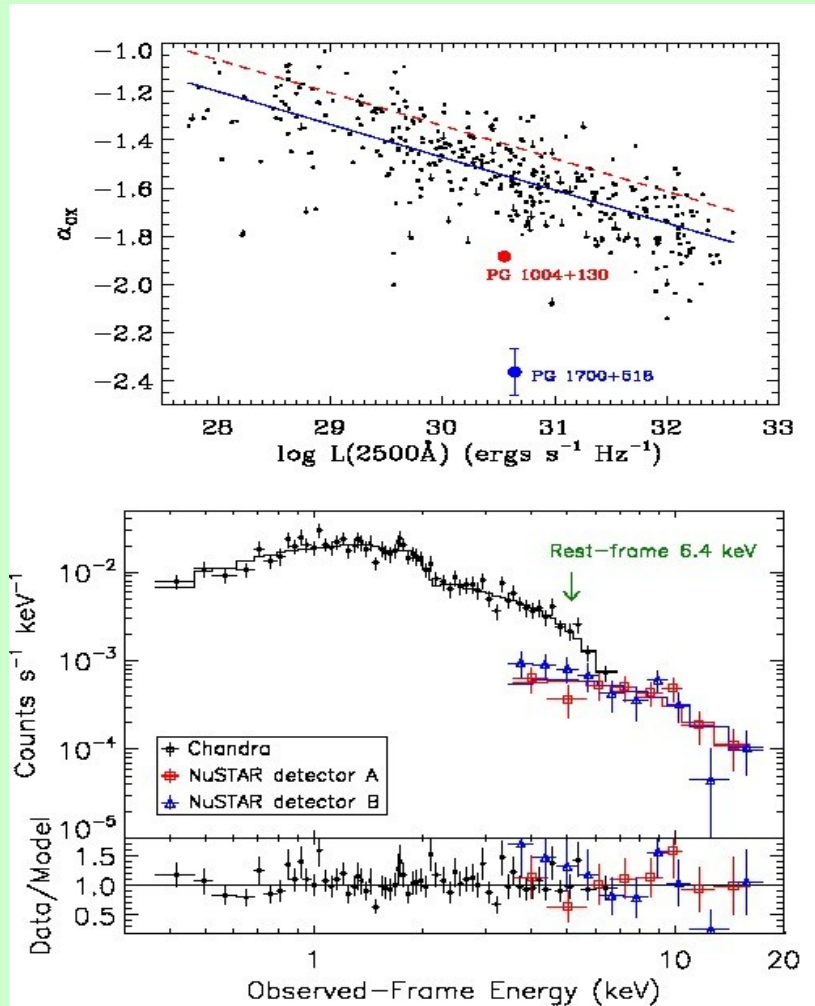 −1.0
−1.2
−1.4
−1.6
−1.8
−2.0
−2.2
−2.4
αOX
PG 1004+130
PG 1700+518
28 29 30 31 32 33
log L(2500Å) (ergs s−1 Hz−1)
10−2
10−3
10−4
10−5
Counts s−1 keV−1
Rest−frame 6.4 keV
Chandra
NuSTAR detector A
NuSTAR detector B
1.5
1.0
0.5
Data/Model
1 10 20
Observed−Frame Energy (keV)